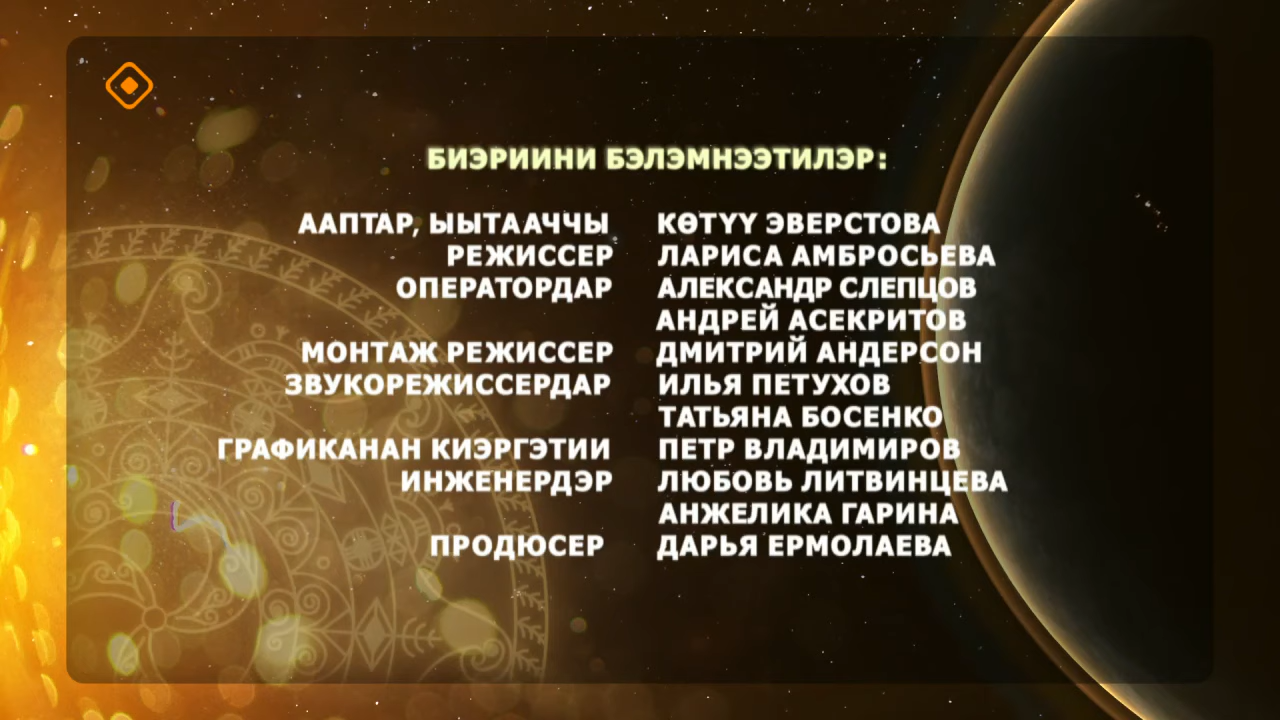 БИЭРИИНИ БЭЛЭМНЭЭТИЛЭР:
ААПТАР, ЫЫТААЧЧЫ КӨТҮҮ ЭВЕРСТОВА
РЕЖИССЕР ЛАРИСА АМБРОСЬЕВА
ОПЕРАТОРДАР АЛЕКСАНДР СЛЕПЦОВ
АНДРЕЙ АСЕКРИТОВ
МОНТАЖ РЕЖИССЕР ДМИТРИЙ АНДЕРСОН
ЗВУКОРЕЖИССЕРДАР ИЛЬЯ ПЕТУХОВ
ТАТЬЯНА БОСЕНКО
ГРАФИКАНАН КИЭРГЭТИИ ПЕТР ВЛАДИМИРОВ
ИНЖЕНЕРДЭР ЛЮБОВЬ ЛИТВИНЦЕВА
АНЖЕЛИКА ГАРИНА
ПРОДЮСЕР ДАРЬЯ ЕРМОЛАЕВА